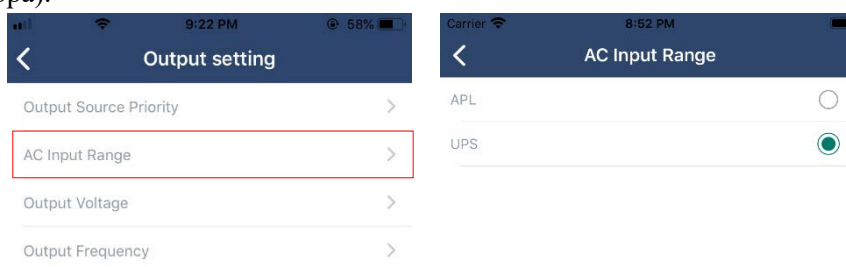 ора).
9:22 PM
58%
Output setting
Output Source Priority
AC Input Range
Output Voltage
Output Frequency
Carrier
8:52 PM
AC Input Range
APL
UPS